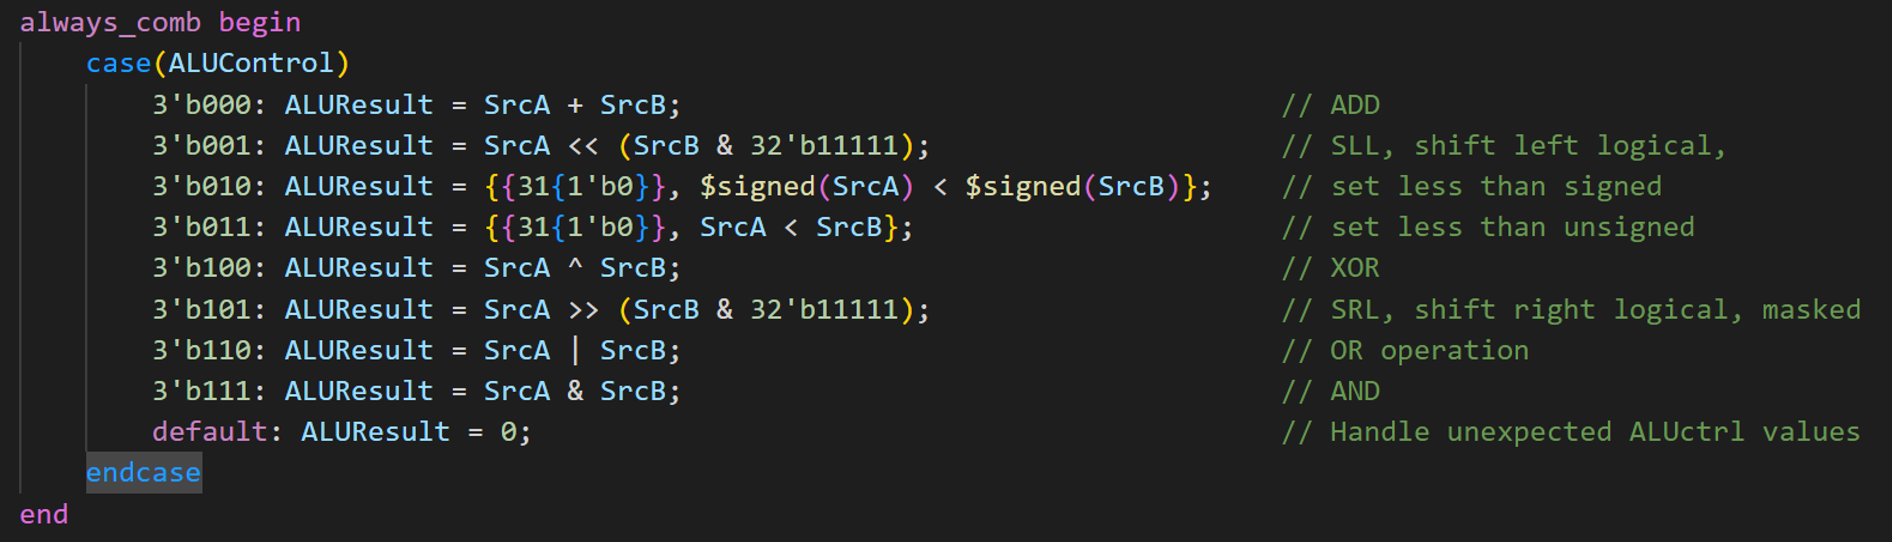 always_comb begin
    case(ALUControl)
        3'b000: ALUResult = SrcA + SrcB;                                     // ADD
        3'b001: ALUResult = SrcA << (SrcB & 32'b11111);                      // SLL, shift left logical,
        3'b010: ALUResult = {{31{1'b0}}, $signed(SrcA) < $signed(SrcB)};     // set less than signed
        3'b011: ALUResult = {{31{1'b0}}, SrcA < SrcB};                       // set less than unsigned
        3'b100: ALUResult = SrcA ^ SrcB;                                     // XOR
        3'b101: ALUResult = SrcA >> (SrcB & 32'b11111);                      // SRL, shift right logical, masked
        3'b110: ALUResult = SrcA | SrcB;                                     // OR operation
        3'b111: ALUResult = SrcA & SrcB;                                     // AND
        default: ALUResult = 0;                                              // Handle unexpected ALUctrl values
    endcase
end